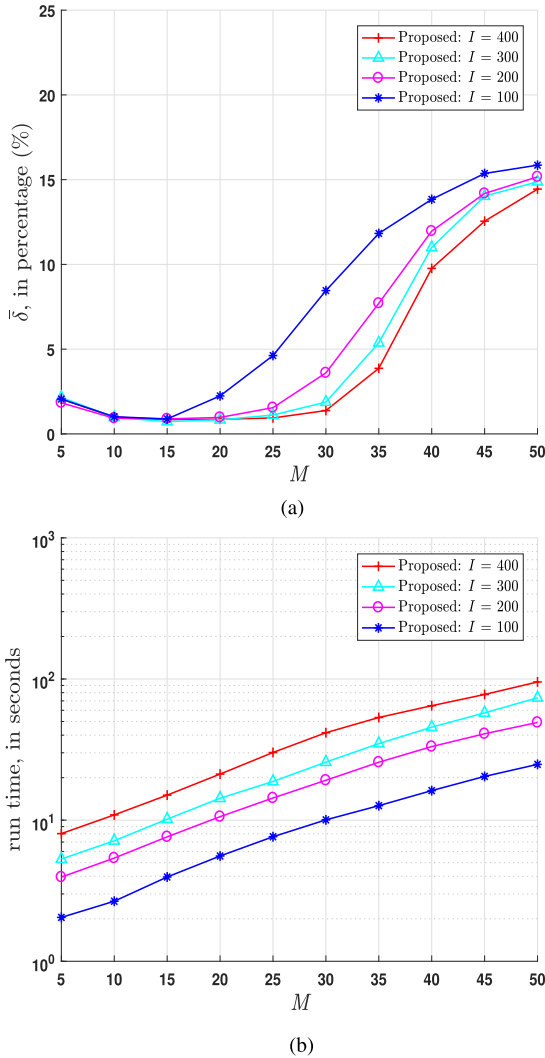 25
20
15
10
5
0
δ̅, in percentage (%)
Proposed: I = 400
Proposed: I = 300
Proposed: I = 200
Proposed: I = 100
5 10 15 20 25 30 35 40 45 50
M
(a)
10³
10²
10¹
10⁰
run time, in seconds
Proposed: I = 400
Proposed: I = 300
Proposed: I = 200
Proposed: I = 100
5 10 15 20 25 30 35 40 45 50
M
(b)